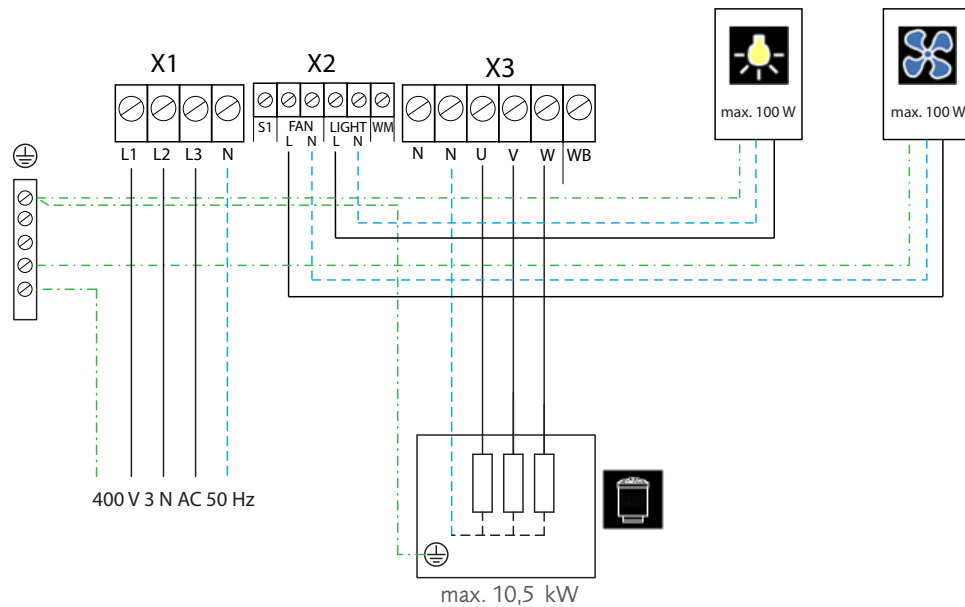 X1 X2 X3
max. 100 W max. 100 W
S1 FAN LIGHT WM
L N L N
L1 L2 L3 N
N N U V W WB
400 V 3 N AC 50 Hz
max. 10,5 kW